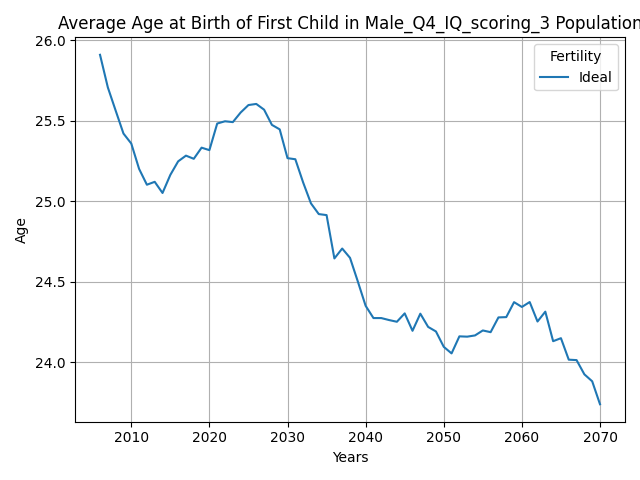 Average Age at Birth of First Child in Male_Q4_IQ_scoring_3 Population
26.0
25.5
25.0
24.5
24.0
Age
Fertility
Ideal
2010 2020 2030 2040 2050 2060 2070
Years